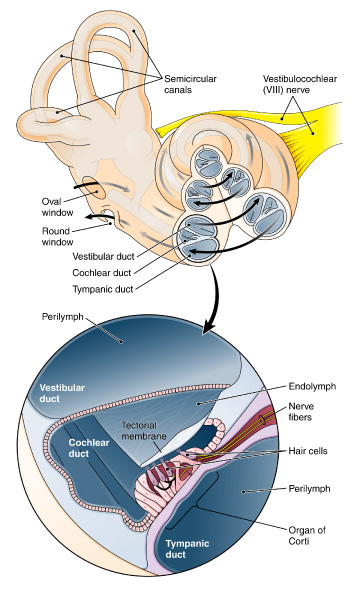 Semicircular
canals
Vestibulocochlear
(VIII) nerve
Oval
window
Round
window
Vestibular duct
Cochlear duct
Tympanic duct
Perilymph
Vestibular
duct
Endolymph
Nerve
fibers
Tectorial
membrane
Cochlear
duct
Hair cells
Perilymph
Organ of
Corti
Tympanic
duct